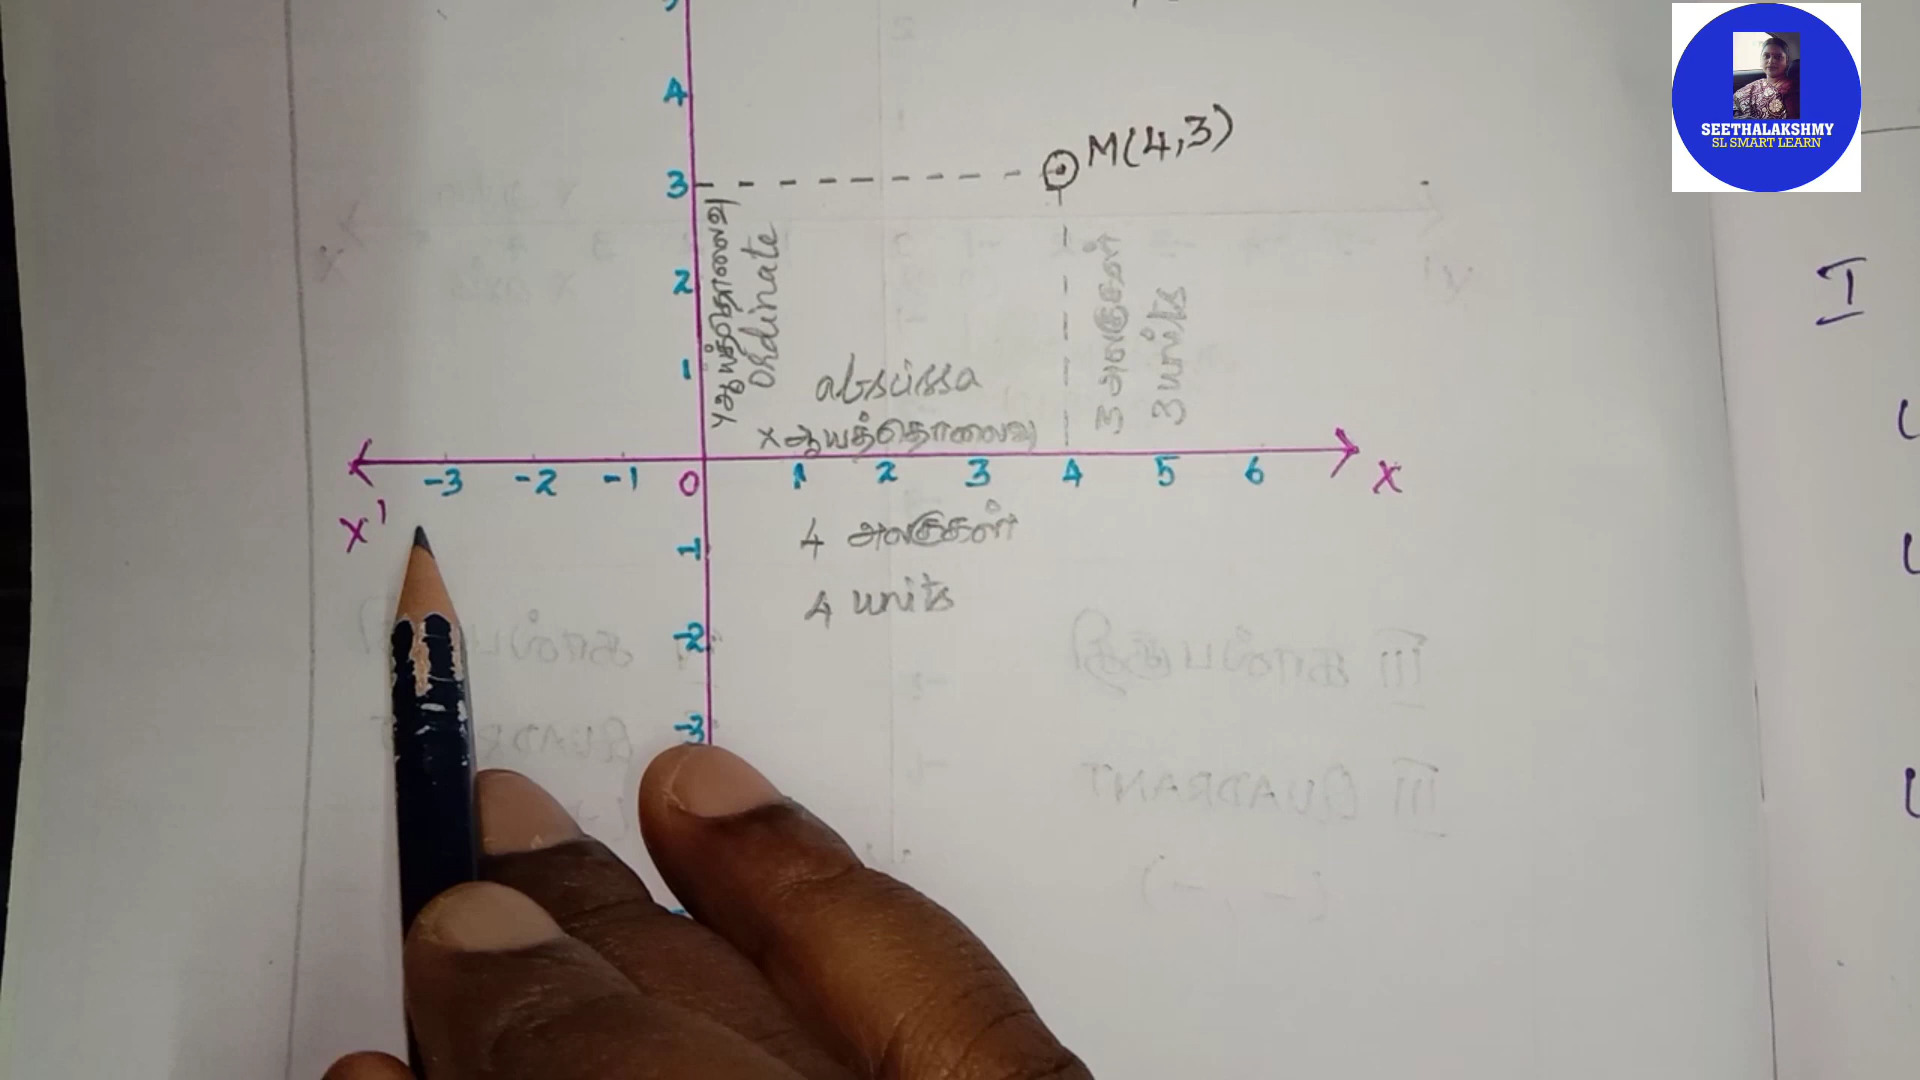 4
M(4,3)
3
Y ஆயத்தொலைவு
Ordinate
2
1
3 அலகுகள்
3 units
abscissa
x ஆயத்தொலைவு
-3 -2 -1 0 1 2 3 4 5 6 X
X'
-1
4 அலகுகள்
4 units
-2
-3
I
SEETHALAKSHMY
SL SMART LEARN